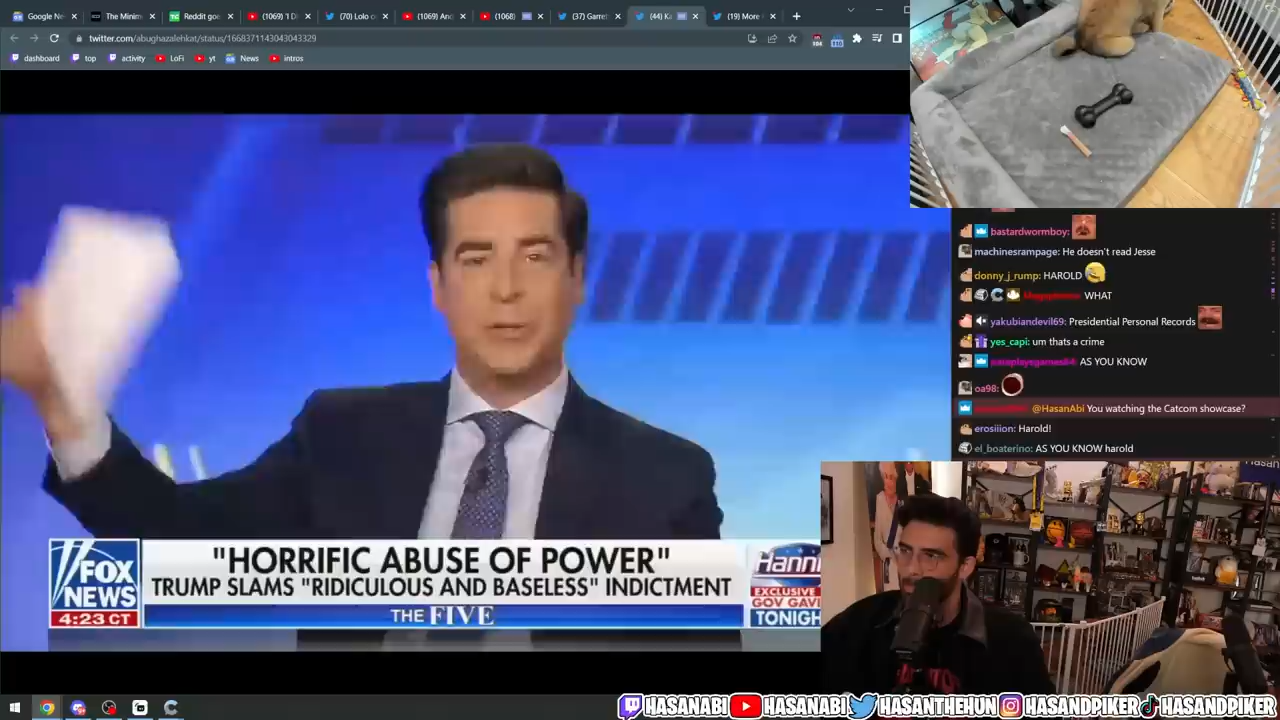 Google Ne
The Minim
Reddit goe
(1069) 'I D
(70) Lolo
(1069) And
(1068)
(37) Garret
(44) Ka
(19) More
twitter.com/abughazalehkat/status/1668371143043043329
dashboard
top
activity
LoFi
yt
News
intros
bastardwormboy:
machinesrampage: He doesn't read Jesse
donny_j_rump: HAROLD
WHAT
yakubiandevil69: Presidential Personal Records
yes_capi: um thats a crime
AS YOU KNOW
oa98:
@HasanAbi You watching the Catcom showcase?
erosiiion: Harold!
el_boaterino: AS YOU KNOW harold
"HORRIFIC ABUSE OF POWER"
TRUMP SLAMS "RIDICULOUS AND BASELESS" INDICTMENT
THE FIVE
FOX
NEWS
4:23 CT
Hanni
EXCLUSIVE
GOV GAVI
TONIGH
HASANABI
HASANABI
HASANTHEHUN
HASANDPIKER
HASANDPIKER